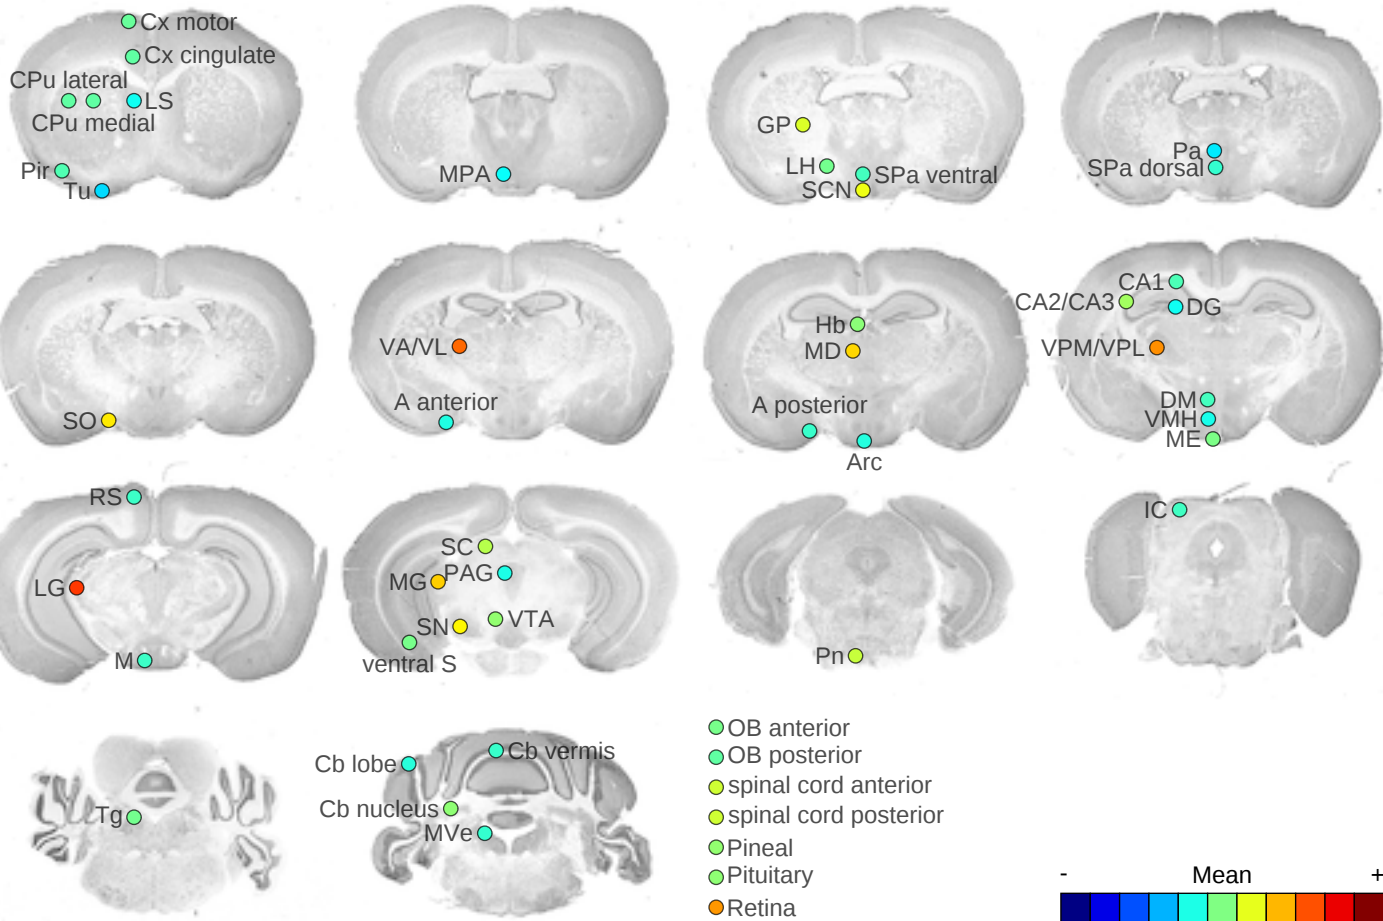 Cx motor
Cx cingulate
CPu lateral
LS
CPu medial
Pir
Tu
MPA
GP
LH
SPa ventral
SCN
Pa
SPa dorsal
SO
VA/VL
A anterior
Hb
MD
A posterior
Arc
CA1
CA2/CA3
DG
VPM/VPL
DM
VMH
ME
RS
LG
M
SC
PAG
MG
VTA
SN
ventral S
Pn
IC
Tg
Cb vermis
Cb lobe
Cb nucleus
MVe
OB anterior
OB posterior
spinal cord anterior
spinal cord posterior
Pineal
Pituitary
Retina
- Mean +